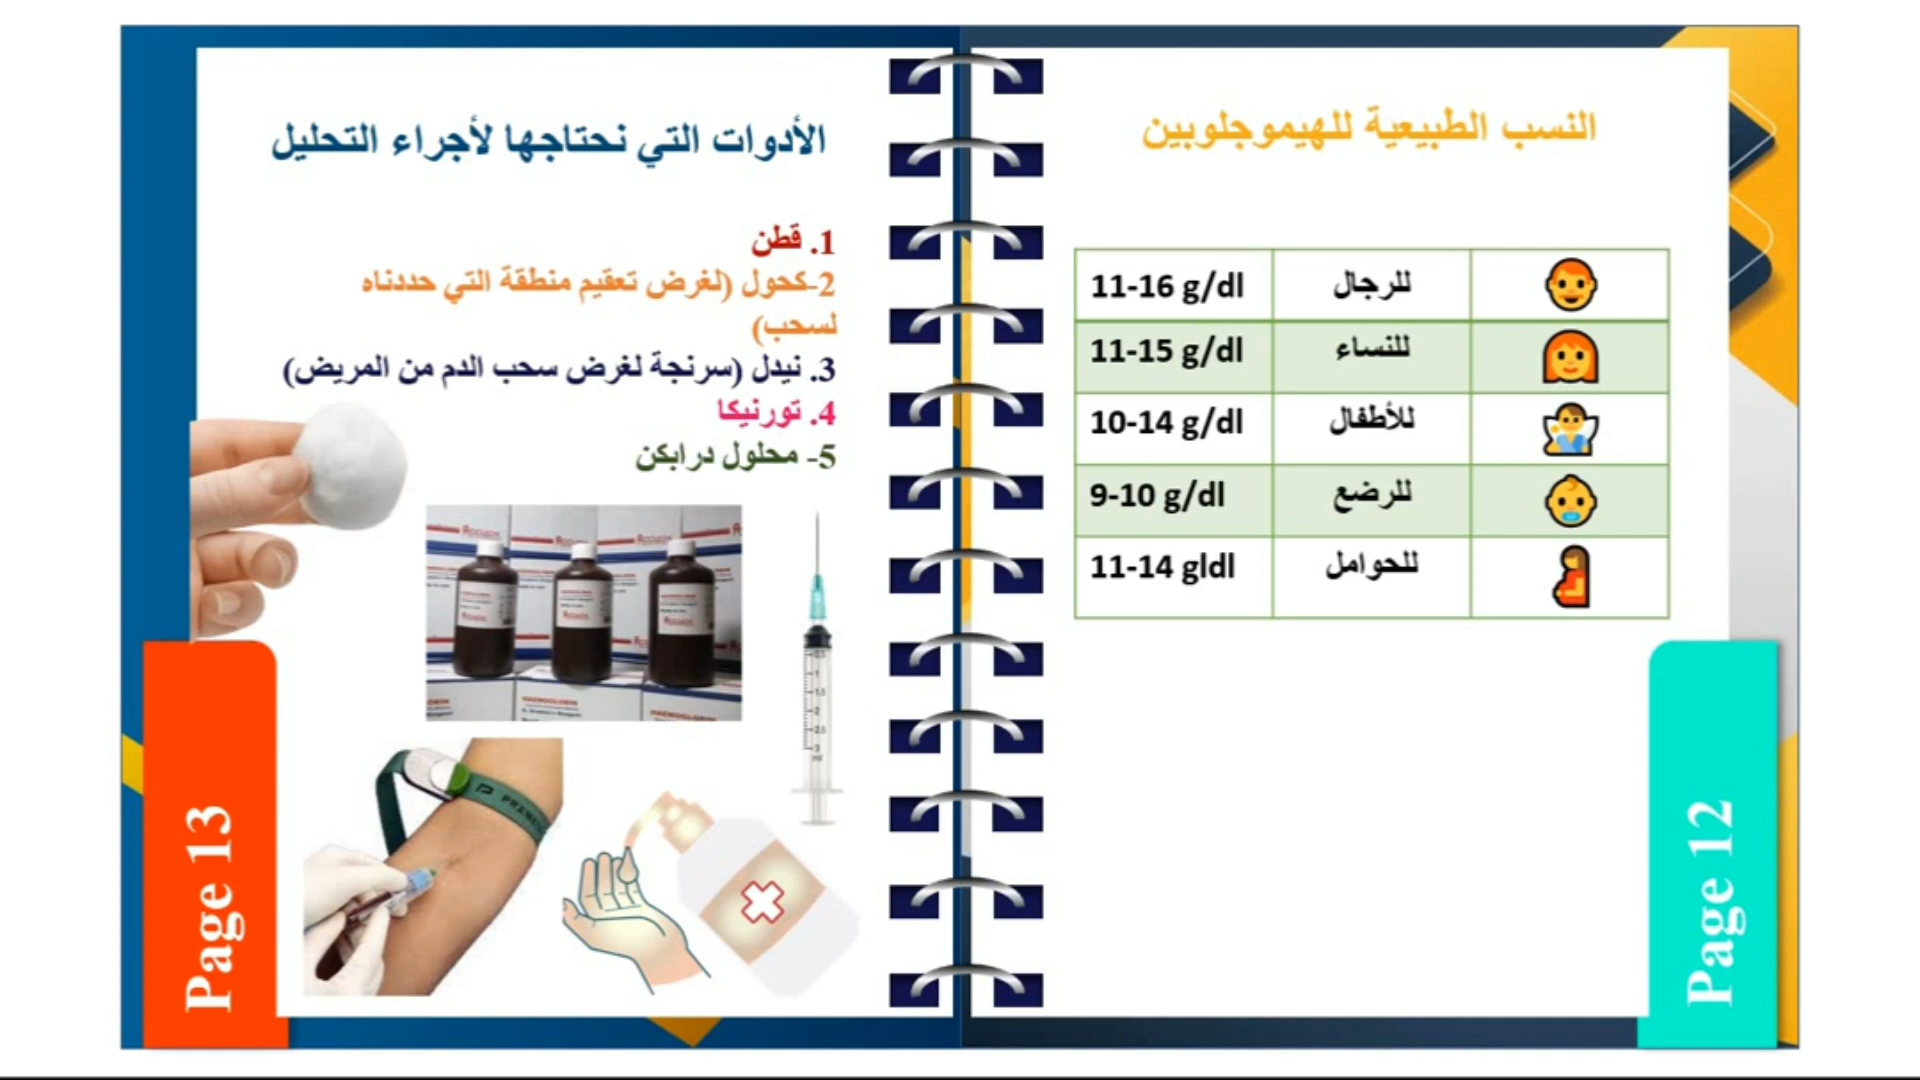 النسب الطبيعية للهيموجلوبين
للرجال 11-16 g/dl
للنساء 11-15 g/dl
للأطفال 10-14 g/dl
للرضع 9-10 g/dl
للحوامل 11-14 gldl
Page 12
الأدوات التي نحتاجها لأجراء التحليل
1. قطن
2-كحول (لغرض تعقيم منطقة التي حددناه
لسحب)
3. نيدل (سرنجة لغرض سحب الدم من المريض)
4. تورنيكا
5- محلول درابكن
HAEMOGLOBIN
HAEMOGLOBIN
Page 13